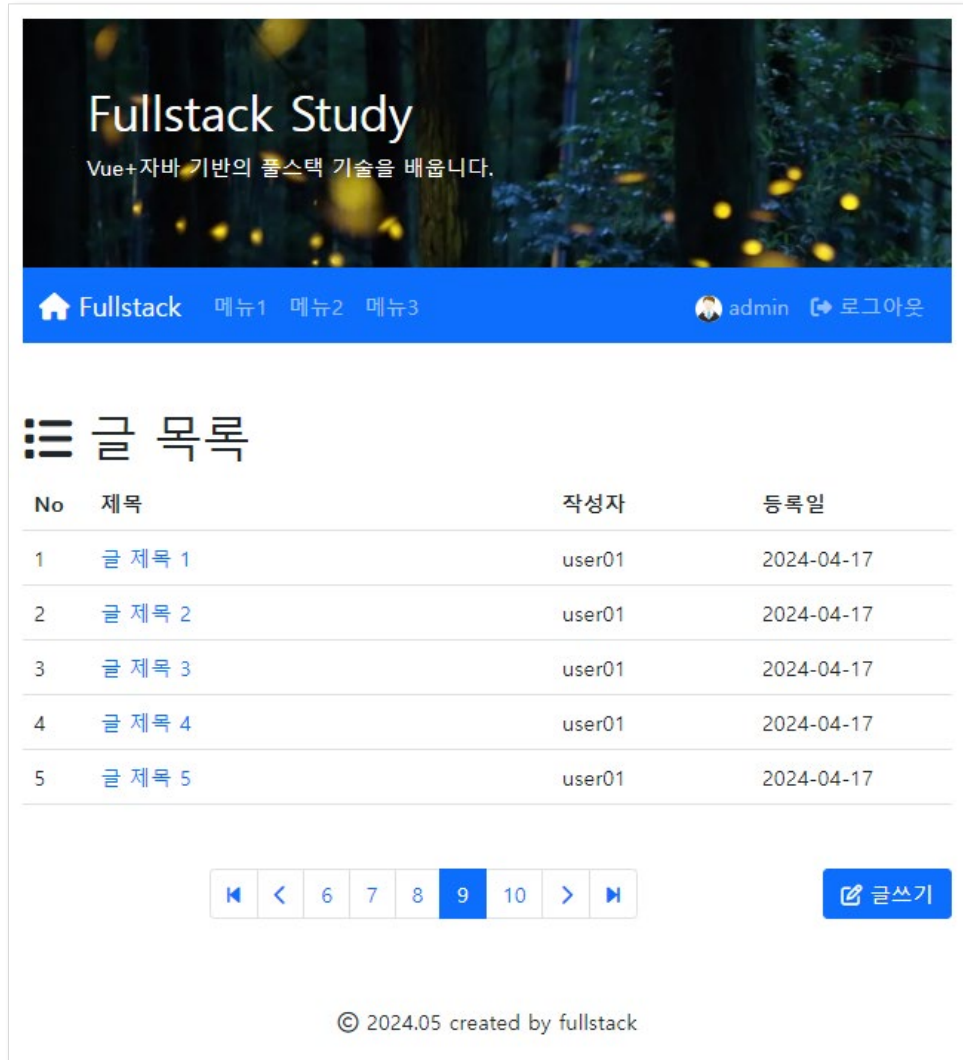 Fullstack Study
Vue+자바 기반의 풀스택 기술을 배웁니다.
Fullstack 메뉴1 메뉴2 메뉴3 admin 로그아웃
글 목록
No 제목 작성자 등록일
1 글 제목 1 user01 2024-04-17
2 글 제목 2 user01 2024-04-17
3 글 제목 3 user01 2024-04-17
4 글 제목 4 user01 2024-04-17
5 글 제목 5 user01 2024-04-17
6 7 8 9 10 글쓰기
© 2024.05 created by fullstack